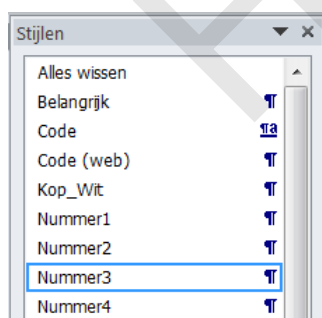 Stijlen
Alles wissen
Belangrijk ¶
Code ¶a
Code (web) ¶
Kop_Wit ¶
Nummer1 ¶
Nummer2 ¶
Nummer3 ¶
Nummer4 ¶